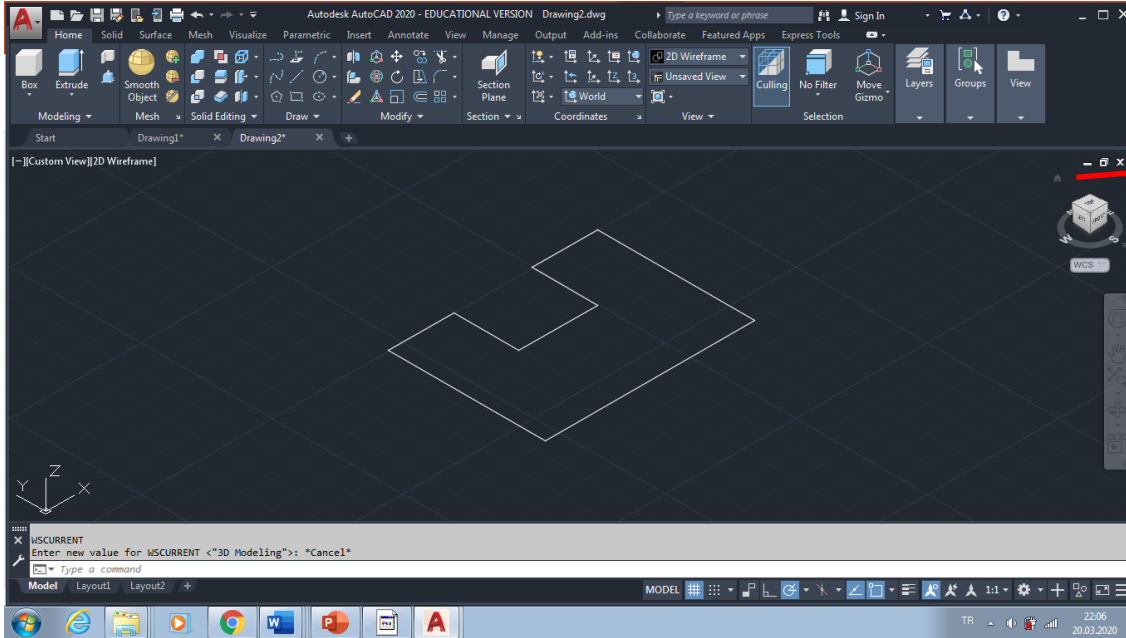 Autodesk AutoCAD 2020 - EDUCATIONAL VERSION Drawing2.dwg Type a keyword or phrase Sign In
Home Solid Surface Mesh Visualize Parametric Insert Annotate View Manage Output Add-ins Collaborate Featured Apps Express Tools
Box Extrude Smooth Object Section Plane World 2D Wireframe Unsaved View Culling No Filter Move Gizmo Layers Groups View
Modeling Mesh Solid Editing Draw Modify Section Coordinates View Selection
Start Drawing1* Drawing2* +
[−][Custom View][2D Wireframe]
TOP
W S
WCS
Z
Y X
WSCURRENT
Enter new value for WSCURRENT <"3D Modeling">: *Cancel*
Type a command
Model Layout1 Layout2 + MODEL 1:1
TR 22:06
20.03.2020